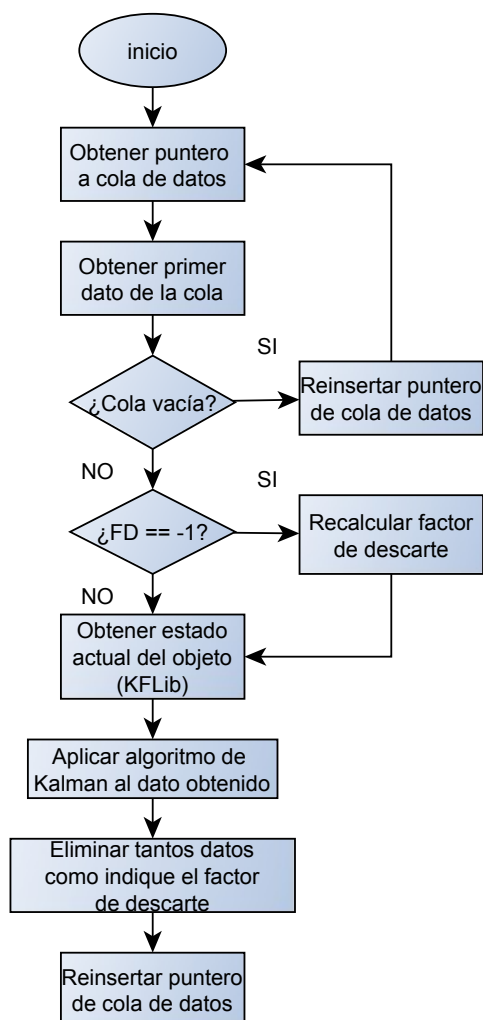 inicio
Obtener puntero
a cola de datos
Obtener primer
dato de la cola
SI
¿Cola vacía?
Reinsertar puntero
de cola de datos
NO
SI
¿FD == -1?
Recalcular factor
de descarte
NO
Obtener estado
actual del objeto
(KFLib)
Aplicar algoritmo de
Kalman al dato obtenido
Eliminar tantos datos
como indique el factor
de descarte
Reinsertar puntero
de cola de datos